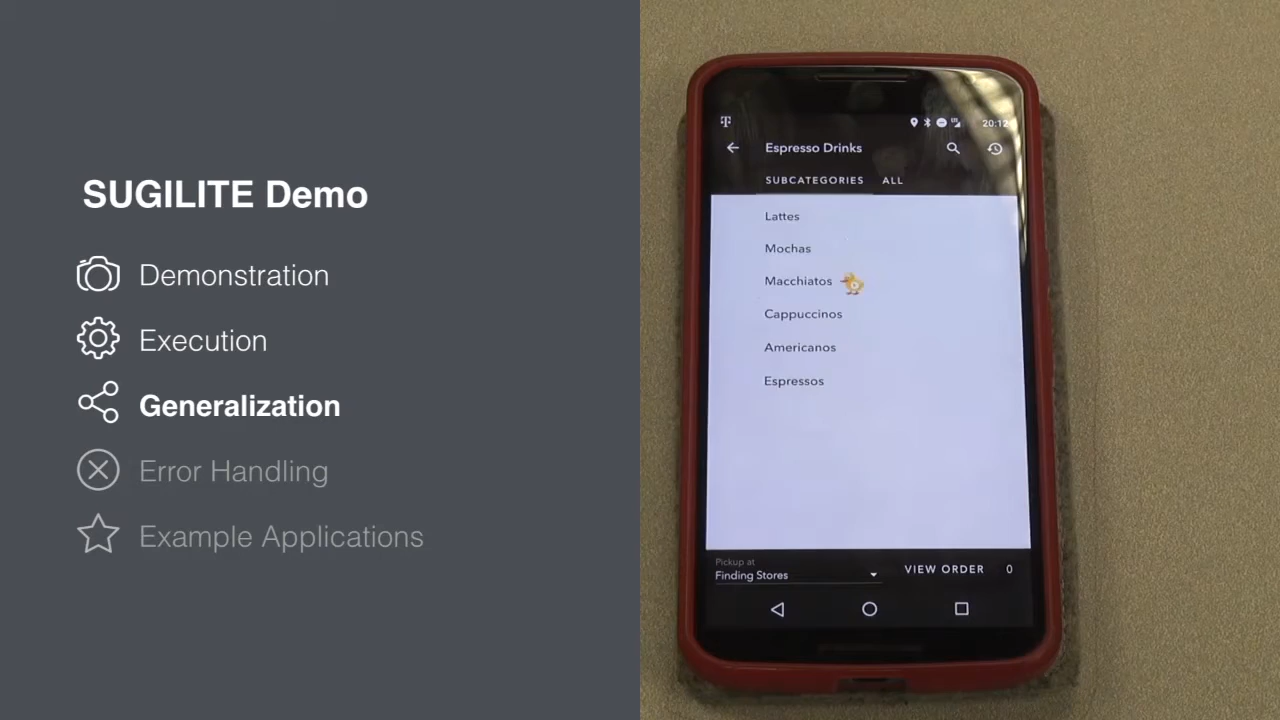 SUGILITE Demo
Demonstration
Execution
Generalization
Error Handling
Example Applications
20:12
Espresso Drinks
SUBCATEGORIES ALL
Lattes
Mochas
Macchiatos
Cappuccinos
Americanos
Espressos
Pickup at
Finding Stores
VIEW ORDER 0